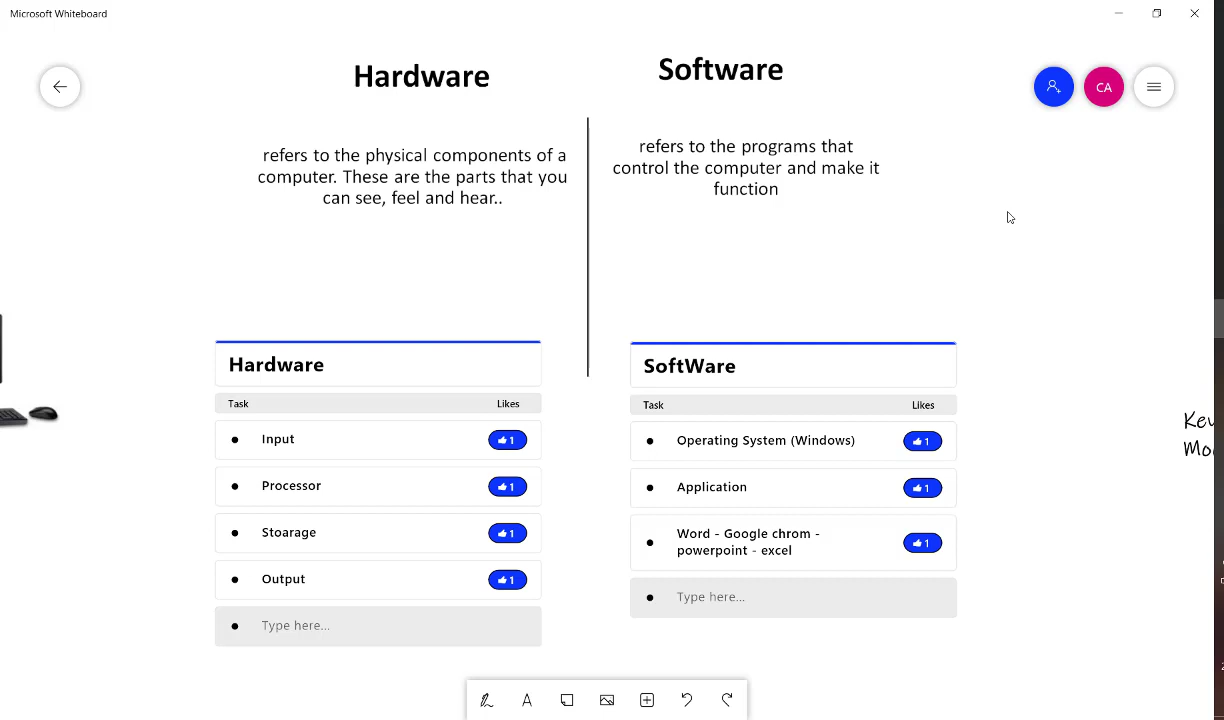 Microsoft Whiteboard
Hardware
Software
CA
refers to the physical components of a
computer. These are the parts that you
can see, feel and hear..
refers to the programs that
control the computer and make it
function
Hardware
Task Likes
Input 1
Processor 1
Stoarage 1
Output 1
Type here...
SoftWare
Task Likes
Operating System (Windows) 1
Application 1
Word - Google chrom -
powerpoint - excel 1
Type here...